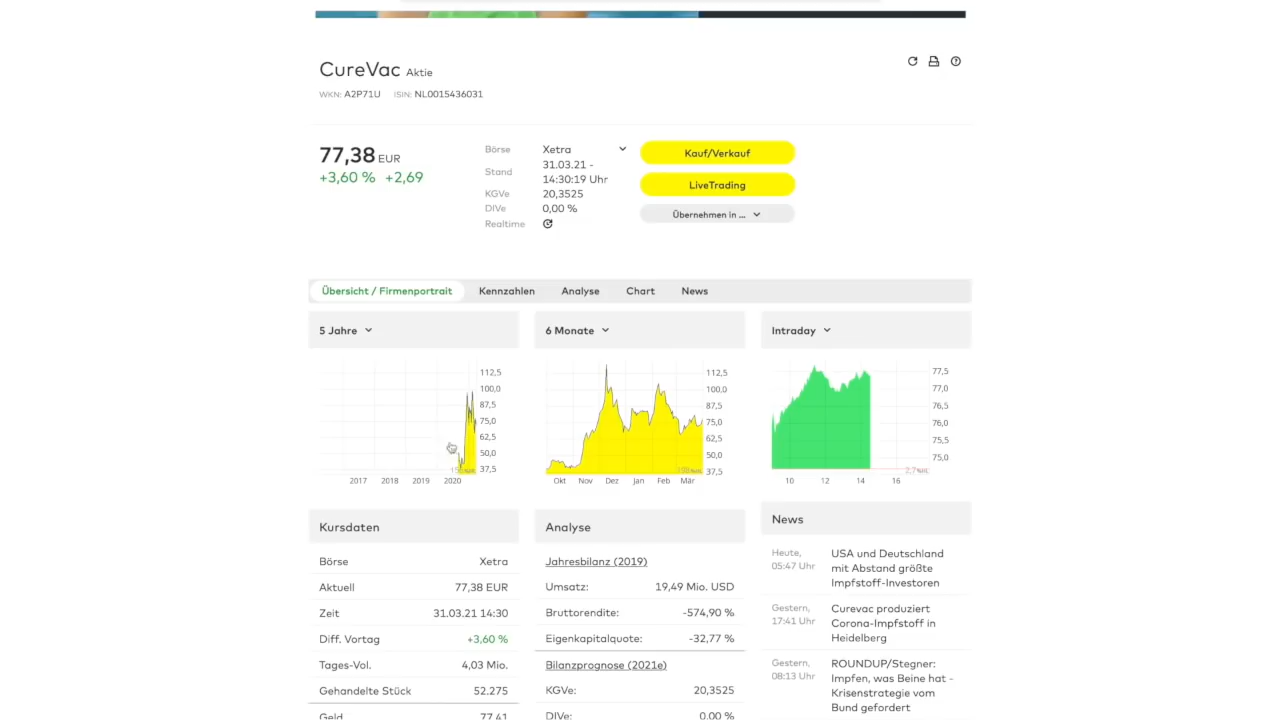 CureVac Aktie
WKN: A2P71U ISIN: NL0015436031
77,38 EUR
+3,60 % +2,69
Börse Xetra
Stand 31.03.21 -
14:30:19 Uhr
KGVe 20,3525
DIVe 0,00 %
Realtime
Kauf/Verkauf
LiveTrading
Übernehmen in ...
Übersicht / Firmenportrait Kennzahlen Analyse Chart News
5 Jahre
112,5
100,0
87,5
75,0
62,5
50,0
37,5
2017 2018 2019 2020
6 Monate
112,5
100,0
87,5
75,0
62,5
50,0
37,5
Okt Nov Dez Jan Feb Mär
Intraday
77,5
77,0
76,5
76,0
75,5
75,0
10 12 14 16
Kursdaten
Börse Xetra
Aktuell 77,38 EUR
Zeit 31.03.21 14:30
Diff. Vortag +3,60 %
Tages-Vol. 4,03 Mio.
Gehandelte Stück 52.275
Geld 77,41
Analyse
Jahresbilanz (2019)
Umsatz: 19,49 Mio. USD
Bruttorendite: -574,90 %
Eigenkapitalquote: -32,77 %
Bilanzprognose (2021e)
KGVe: 20,3525
DIVe: 0,00 %
News
Heute,
05:47 Uhr
USA und Deutschland
mit Abstand größte
Impfstoff-Investoren
Gestern,
17:41 Uhr
Curevac produziert
Corona-Impfstoff in
Heidelberg
Gestern,
08:13 Uhr
ROUNDUP/Stegner:
Impfen, was Beine hat -
Krisenstrategie vom
Bund gefordert